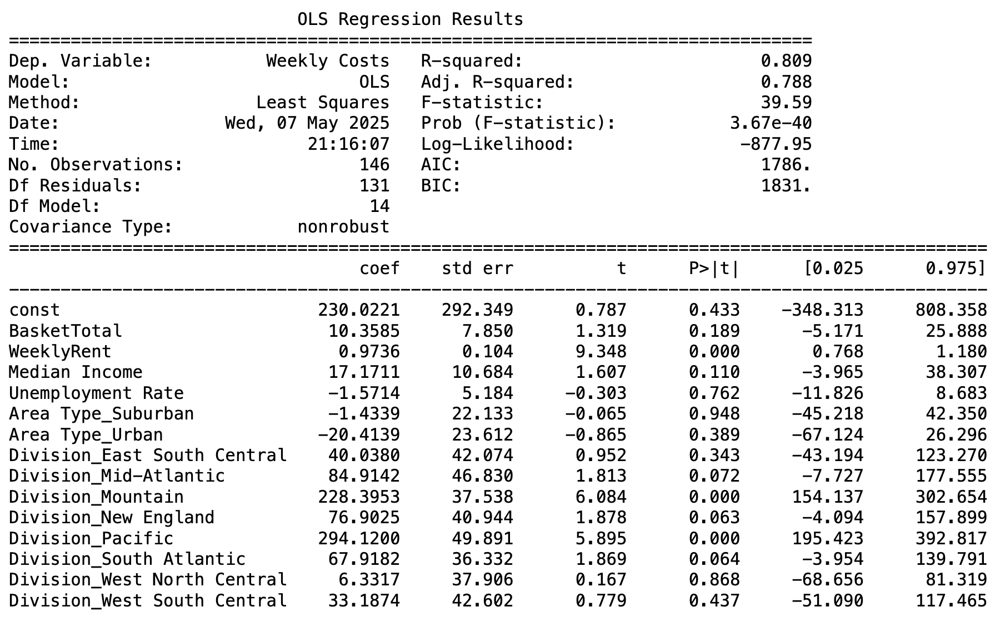 OLS Regression Results
==============================================================================
Dep. Variable: Weekly Costs R-squared: 0.809
Model: OLS Adj. R-squared: 0.788
Method: Least Squares F-statistic: 39.59
Date: Wed, 07 May 2025 Prob (F-statistic): 3.67e-40
Time: 21:16:07 Log-Likelihood: -877.95
No. Observations: 146 AIC: 1786.
Df Residuals: 131 BIC: 1831.
Df Model: 14
Covariance Type: nonrobust
===============================================================================================
coef std err t P>|t| [0.025 0.975]
-----------------------------------------------------------------------------------------------
const 230.0221 292.349 0.787 0.433 -348.313 808.358
BasketTotal 10.3585 7.850 1.319 0.189 -5.171 25.888
WeeklyRent 0.9736 0.104 9.348 0.000 0.768 1.180
Median Income 17.1711 10.684 1.607 0.110 -3.965 38.307
Unemployment Rate -1.5714 5.184 -0.303 0.762 -11.826 8.683
Area Type_Suburban -1.4339 22.133 -0.065 0.948 -45.218 42.350
Area Type_Urban -20.4139 23.612 -0.865 0.389 -67.124 26.296
Division_East South Central 40.0380 42.074 0.952 0.343 -43.194 123.270
Division_Mid-Atlantic 84.9142 46.830 1.813 0.072 -7.727 177.555
Division_Mountain 228.3953 37.538 6.084 0.000 154.137 302.654
Division_New England 76.9025 40.944 1.878 0.063 -4.094 157.899
Division_Pacific 294.1200 49.891 5.895 0.000 195.423 392.817
Division_South Atlantic 67.9182 36.332 1.869 0.064 -3.954 139.791
Division_West North Central 6.3317 37.906 0.167 0.868 -68.656 81.319
Division_West South Central 33.1874 42.602 0.779 0.437 -51.090 117.465